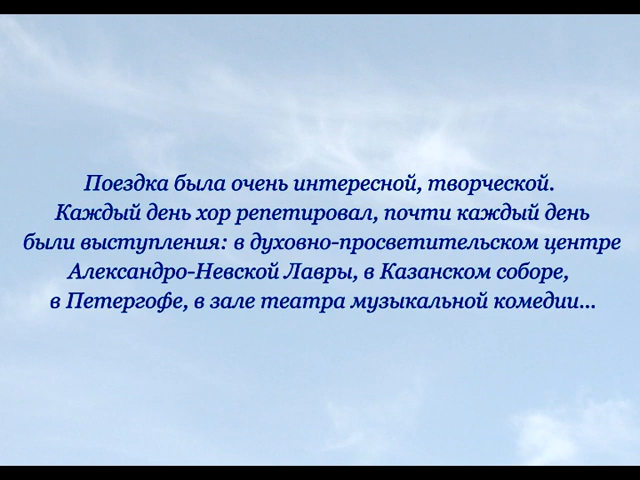 Поездка была очень интересной, творческой.
Каждый день хор репетировал, почти каждый день
были выступления: в духовно-просветительском центре
Александро-Невской Лавры, в Казанском соборе,
в Петергофе, в зале театра музыкальной комедии...